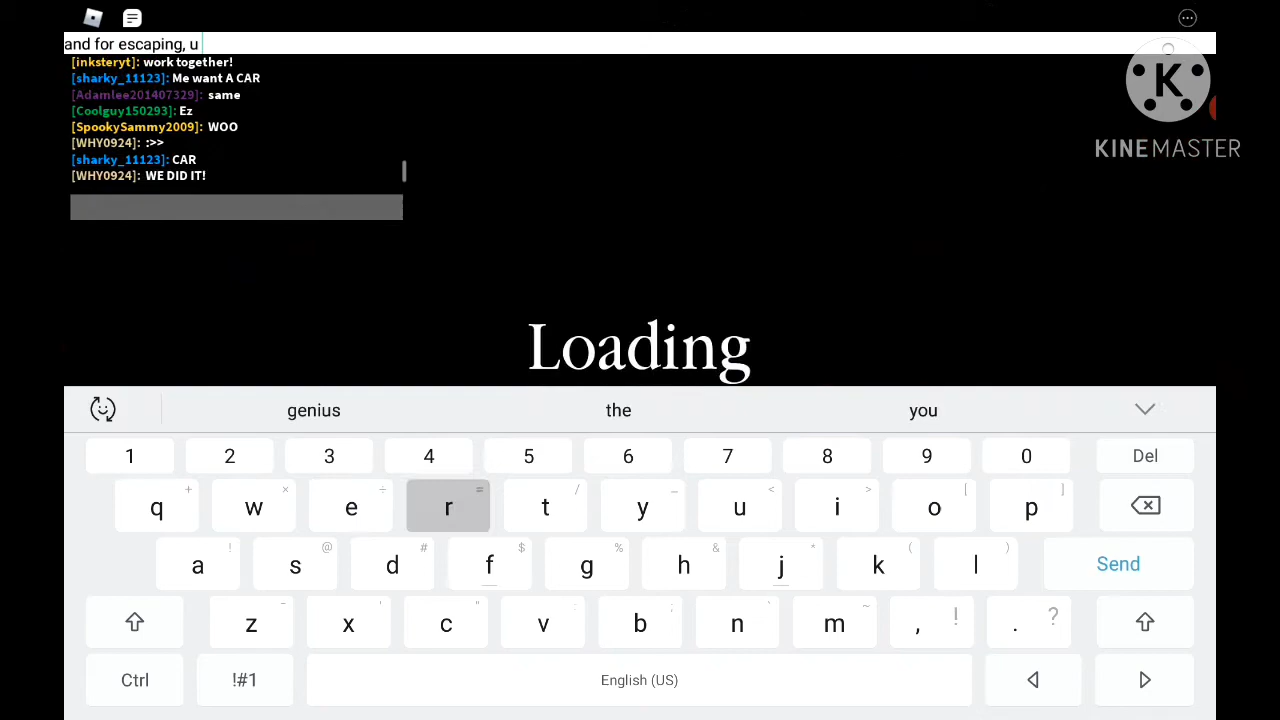 and for escaping, u
[inksteryt]: work together!
[sharky_11123]: Me want A CAR
[Adamlee201407329]: same
[Coolguy150293]: Ez
[SpookySammy2009]: WOO
[WHY0924]: :>>
[sharky_11123]: CAR
[WHY0924]: WE DID IT!
K
KINEMASTER
Loading
genius the you
1 2 3 4 5 6 7 8 9 0 Del
+ × ÷ = / _ < > [ ]
q w e r t y u i o p
! @ # $ % & * ( )
a s d f g h j k l Send
- ' " : ; ` ~ ! ?
z x c v b n m , .
Ctrl !#1 English (US)